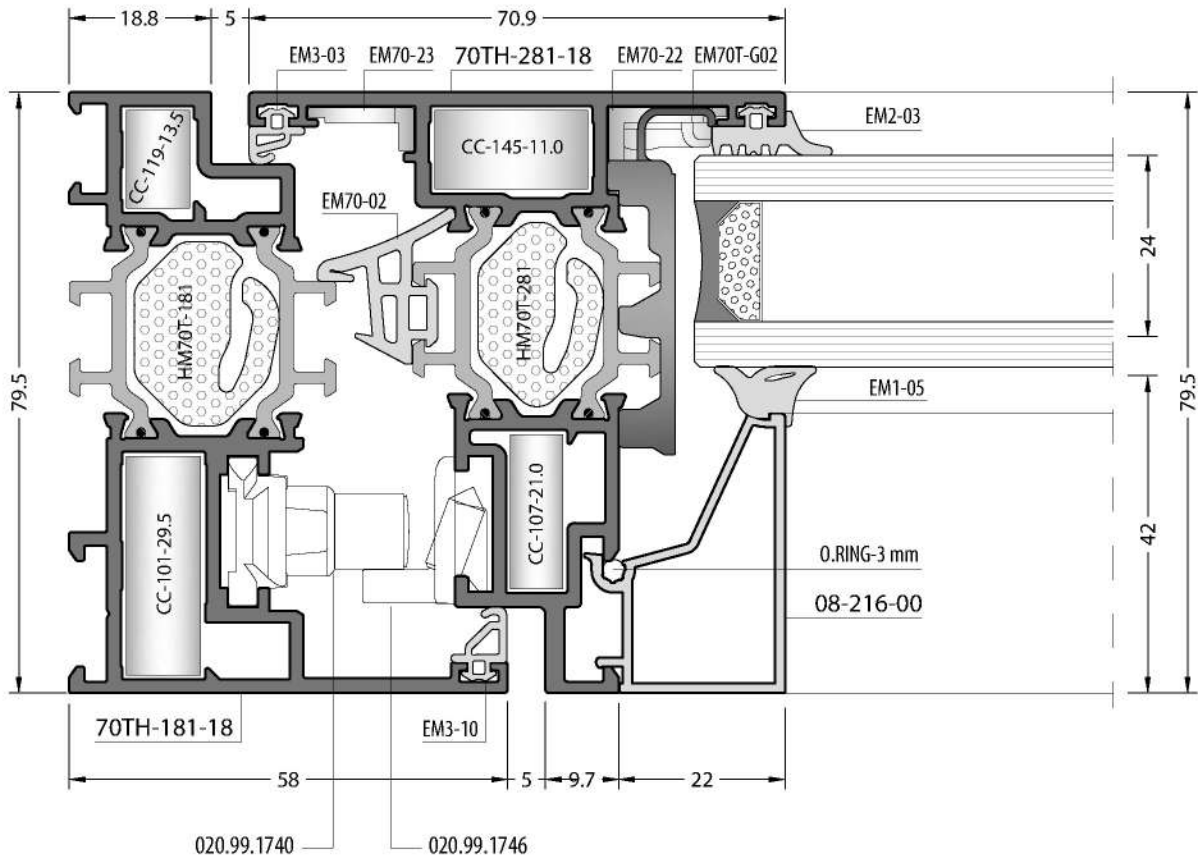 18.8
5
70.9
EM3-03
EM70-23
70TH-281-18
EM70-22
EM70T-G02
CC-119-13.5
CC-145-11.0
EM2-03
EM70-02
24
HM70T-181
HM70T-281
79.5
79.5
EM1-05
CC-101-29.5
CC-107-21.0
42
O.RING-3 mm
08-216-00
70TH-181-18
EM3-10
58
5
9.7
22
020.99.1740
020.99.1746